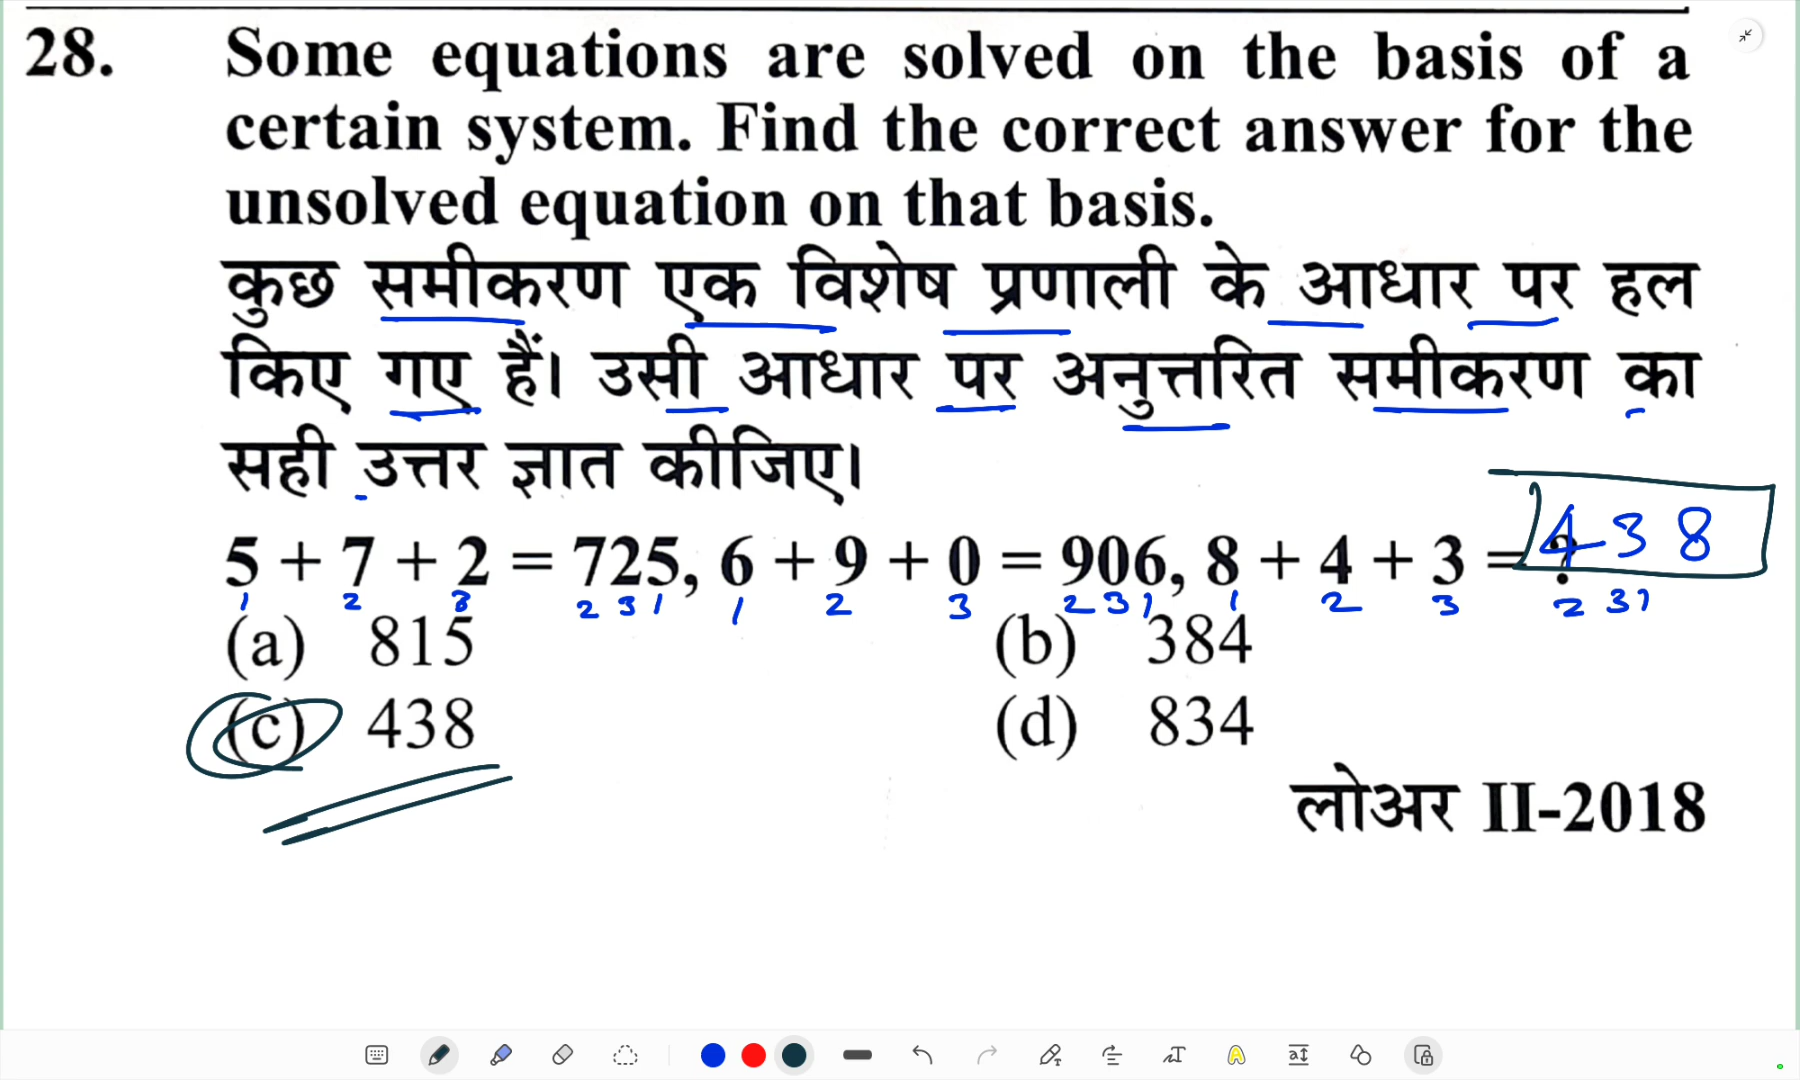 28. Some equations are solved on the basis of a
certain system. Find the correct answer for the
unsolved equation on that basis.
कुछ समीकरण एक विशेष प्रणाली के आधार पर हल
किए गए हैं। उसी आधार पर अनुत्तरित समीकरण का
सही उत्तर ज्ञात कीजिए।
438
5 + 7 + 2 = 725, 6 + 9 + 0 = 906, 8 + 4 + 3 = ?
1 2 3 2 3 1 1 2 3 2 3 1 1 2 3 2 3 1
(a) 815 (b) 384
(c) 438 (d) 834
लोअर II-2018